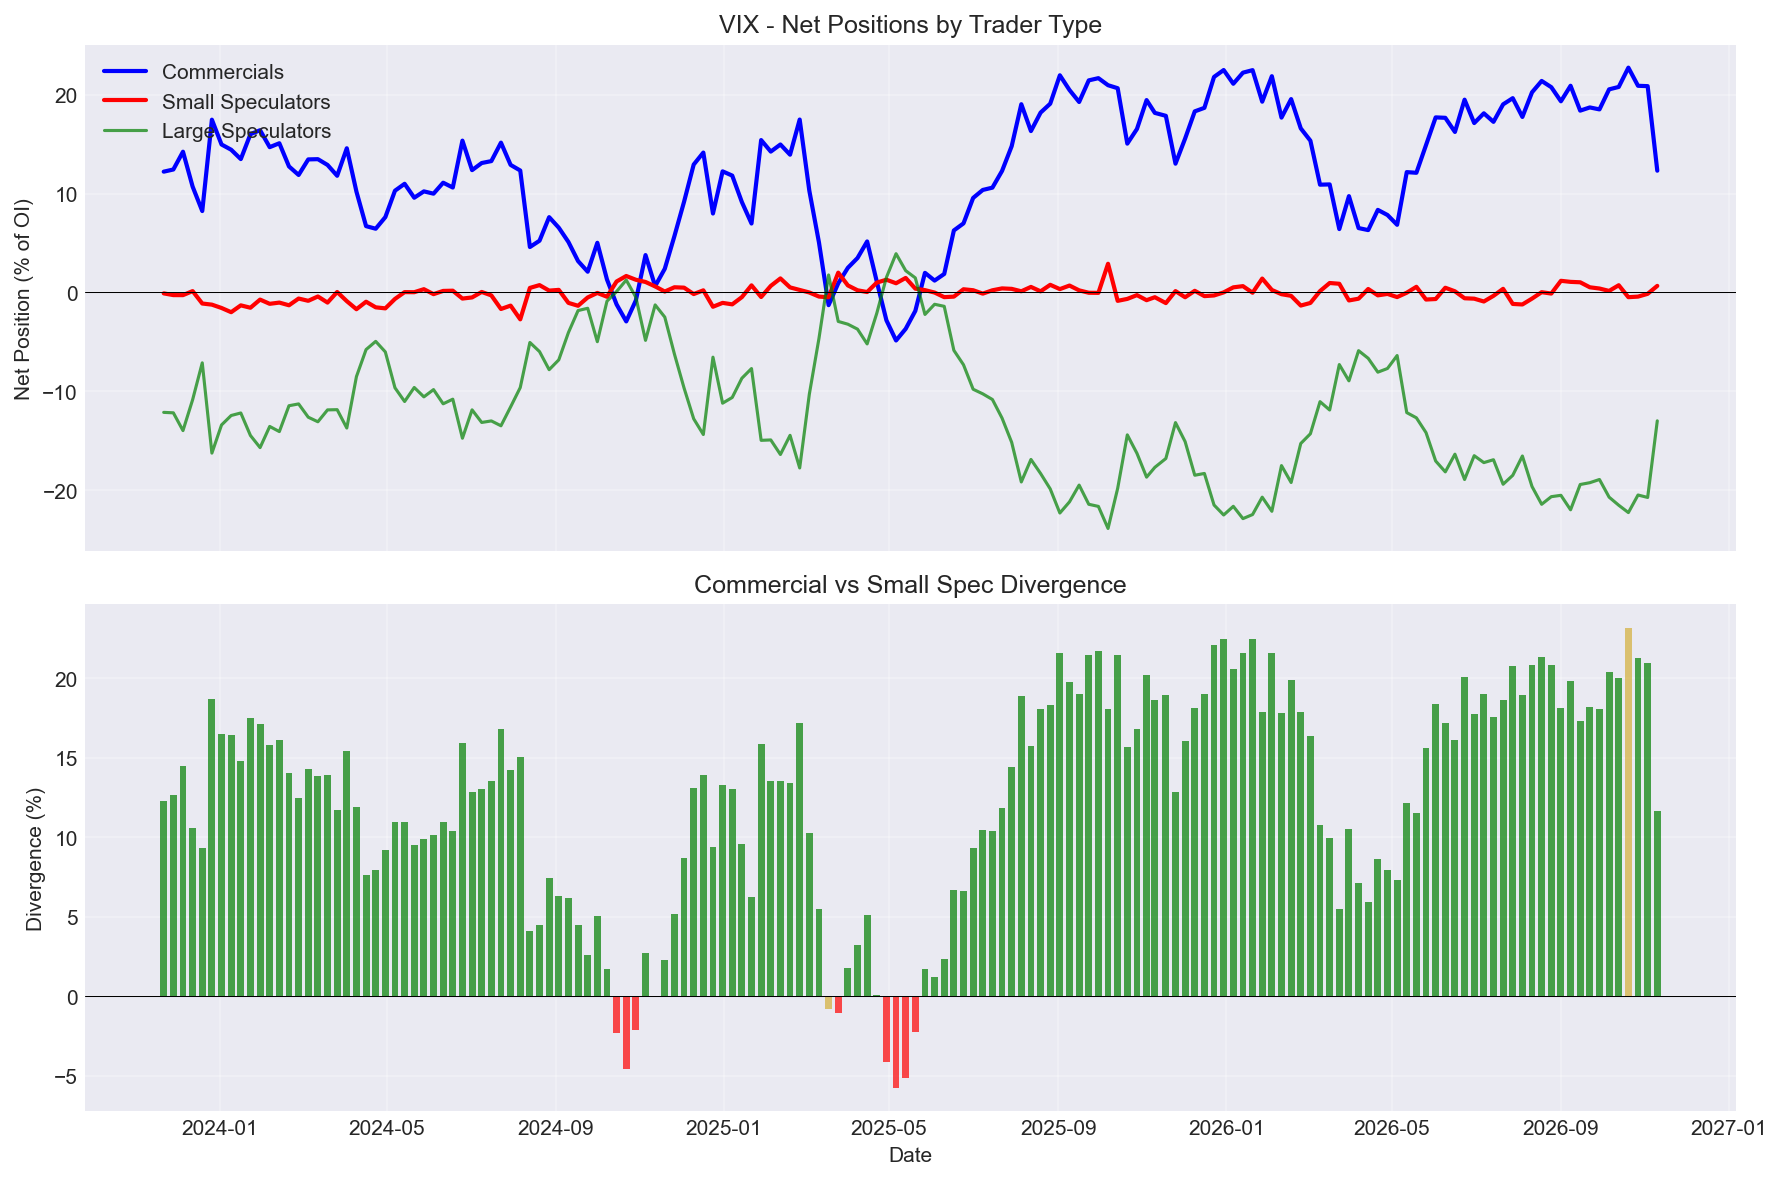 VIX - Net Positions by Trader Type
Commercials
Small Speculators
Large Speculators
Net Position (% of OI)
20
10
0
−10
−20
Commercial vs Small Spec Divergence
Divergence (%)
20
15
10
5
0
−5
2024-01 2024-05 2024-09 2025-01 2025-05 2025-09 2026-01 2026-05 2026-09 2027-01
Date